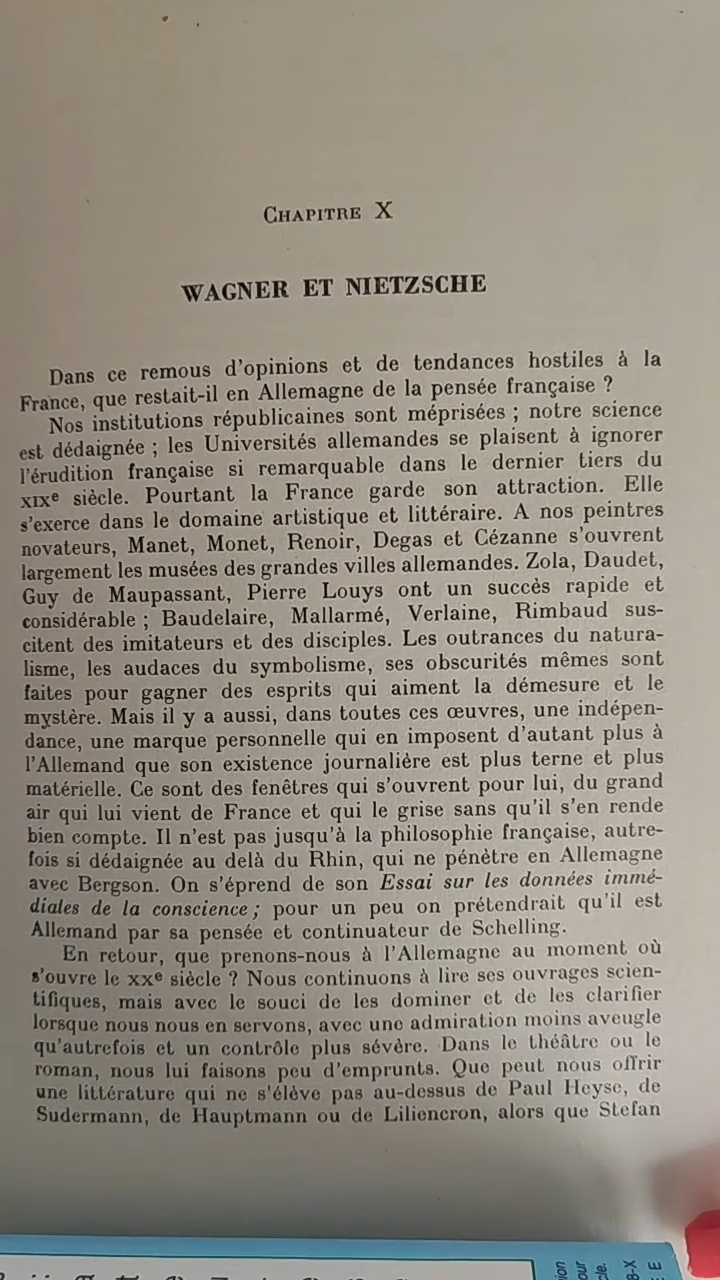 CHAPITRE X
WAGNER ET NIETZSCHE
Dans ce remous d'opinions et de tendances hostiles à la
France, que restait-il en Allemagne de la pensée française ?
Nos institutions républicaines sont méprisées ; notre science
est dédaignée ; les Universités allemandes se plaisent à ignorer
l'érudition française si remarquable dans le dernier tiers du
XIXe siècle. Pourtant la France garde son attraction. Elle
s'exerce dans le domaine artistique et littéraire. A nos peintres
novateurs, Manet, Monet, Renoir, Degas et Cézanne s'ouvrent
largement les musées des grandes villes allemandes. Zola, Daudet,
Guy de Maupassant, Pierre Louys ont un succès rapide et
considérable ; Baudelaire, Mallarmé, Verlaine, Rimbaud sus-
citent des imitateurs et des disciples. Les outrances du natura-
lisme, les audaces du symbolisme, ses obscurités mêmes sont
faites pour gagner des esprits qui aiment la démesure et le
mystère. Mais il y a aussi, dans toutes ces œuvres, une indépen-
dance, une marque personnelle qui en imposent d'autant plus à
l'Allemand que son existence journalière est plus terne et plus
matérielle. Ce sont des fenêtres qui s'ouvrent pour lui, du grand
air qui lui vient de France et qui le grise sans qu'il s'en rende
bien compte. Il n'est pas jusqu'à la philosophie française, autre-
fois si dédaignée au delà du Rhin, qui ne pénètre en Allemagne
avec Bergson. On s'éprend de son Essai sur les données immé-
diales de la conscience ; pour un peu on prétendrait qu'il est
Allemand par sa pensée et continuateur de Schelling.
En retour, que prenons-nous à l'Allemagne au moment où
s'ouvre le XXe siècle ? Nous continuons à lire ses ouvrages scien-
tifiques, mais avec le souci de les dominer et de les clarifier
lorsque nous nous en servons, avec une admiration moins aveugle
qu'autrefois et un contrôle plus sévère. Dans le théâtre ou le
roman, nous lui faisons peu d'emprunts. Que peut nous offrir
une littérature qui ne s'élève pas au-dessus de Paul Heyse, de
Sudermann, de Hauptmann ou de Liliencron, alors que Stefan